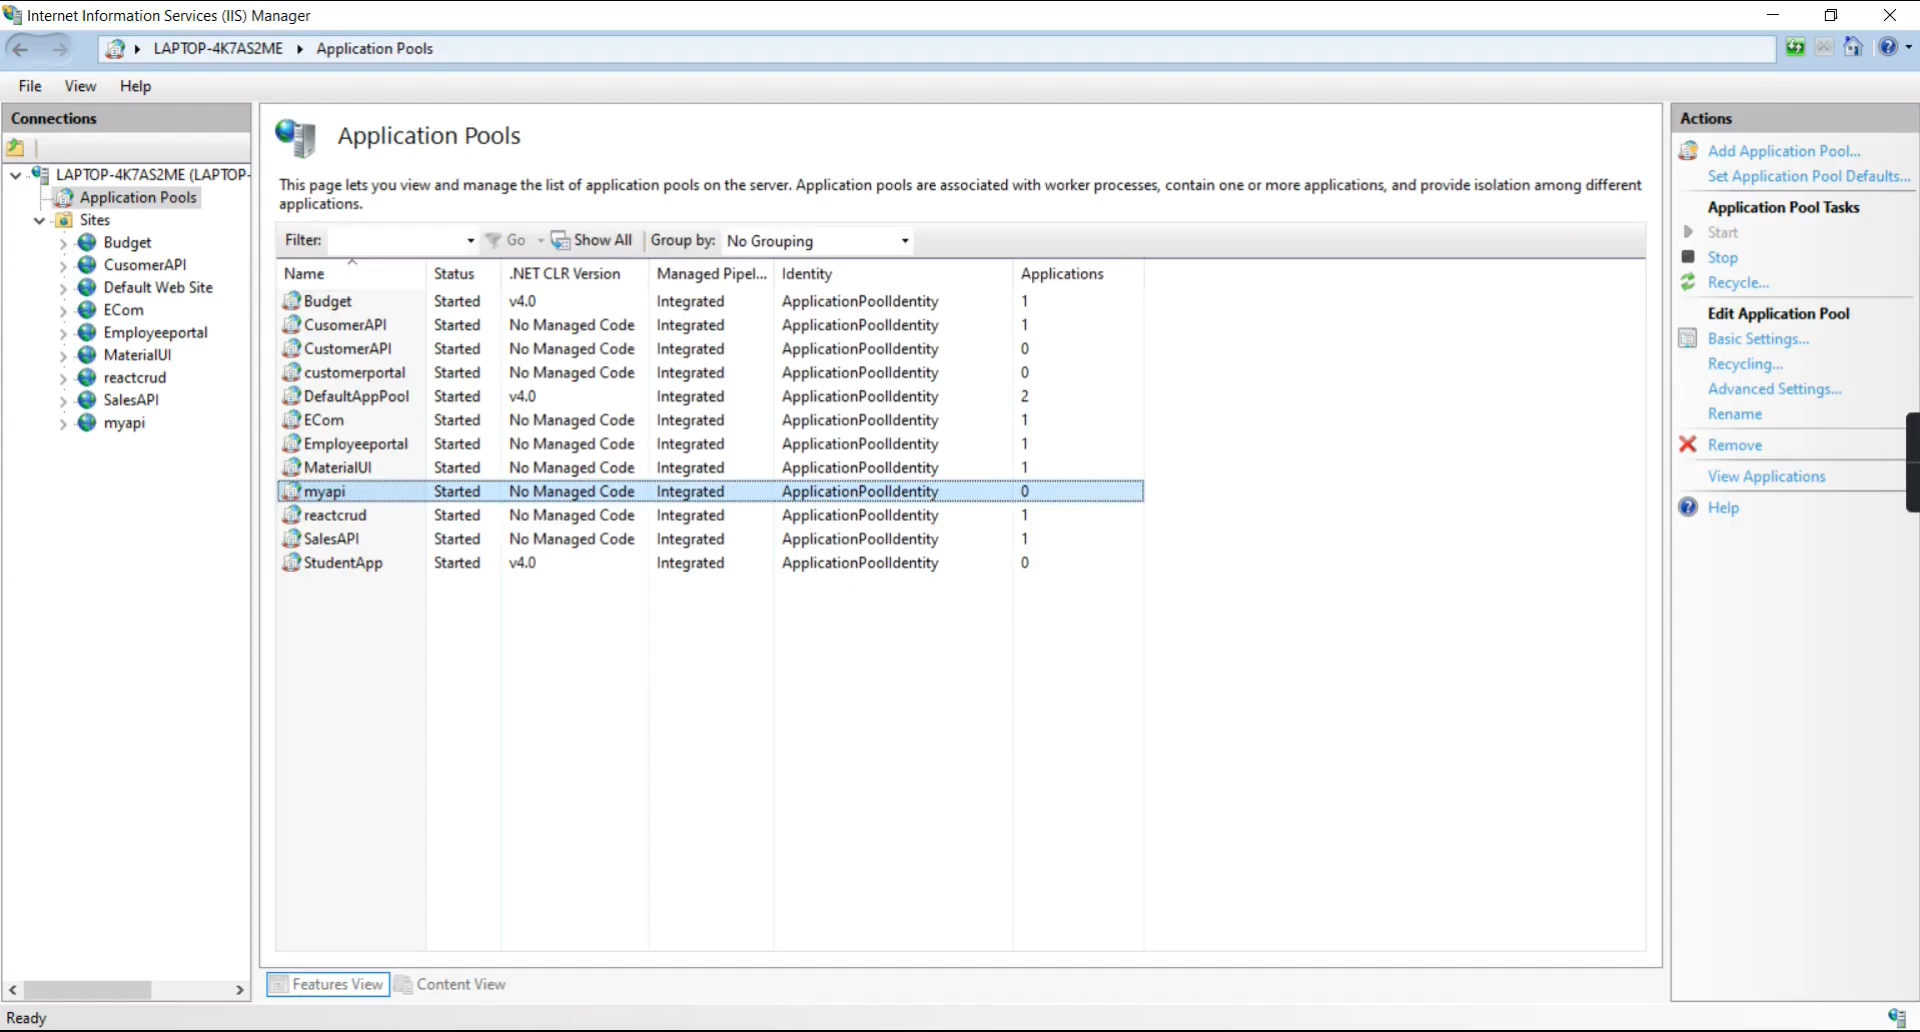 Internet Information Services (IIS) Manager
LAPTOP-4K7AS2ME Application Pools
File View Help
Connections
LAPTOP-4K7AS2ME (LAPTOP-
Application Pools
Sites
Budget
CusomerAPI
Default Web Site
ECom
Employeeportal
MaterialUI
reactcrud
SalesAPI
myapi
Application Pools
This page lets you view and manage the list of application pools on the server. Application pools are associated with worker processes, contain one or more applications, and provide isolation among different
applications.
Filter: Go Show All Group by: No Grouping
Name Status .NET CLR Version Managed Pipel... Identity Applications
Budget Started v4.0 Integrated ApplicationPoolIdentity 1
CusomerAPI Started No Managed Code Integrated ApplicationPoolIdentity 1
CustomerAPI Started No Managed Code Integrated ApplicationPoolIdentity 0
customerportal Started No Managed Code Integrated ApplicationPoolIdentity 0
DefaultAppPool Started v4.0 Integrated ApplicationPoolIdentity 2
ECom Started No Managed Code Integrated ApplicationPoolIdentity 1
Employeeportal Started No Managed Code Integrated ApplicationPoolIdentity 1
MaterialUI Started No Managed Code Integrated ApplicationPoolIdentity 1
myapi Started No Managed Code Integrated ApplicationPoolIdentity 0
reactcrud Started No Managed Code Integrated ApplicationPoolIdentity 1
SalesAPI Started No Managed Code Integrated ApplicationPoolIdentity 1
StudentApp Started v4.0 Integrated ApplicationPoolIdentity 0
Features View Content View
Actions
Add Application Pool...
Set Application Pool Defaults...
Application Pool Tasks
Start
Stop
Recycle...
Edit Application Pool
Basic Settings...
Recycling...
Advanced Settings...
Rename
Remove
View Applications
Help
Ready